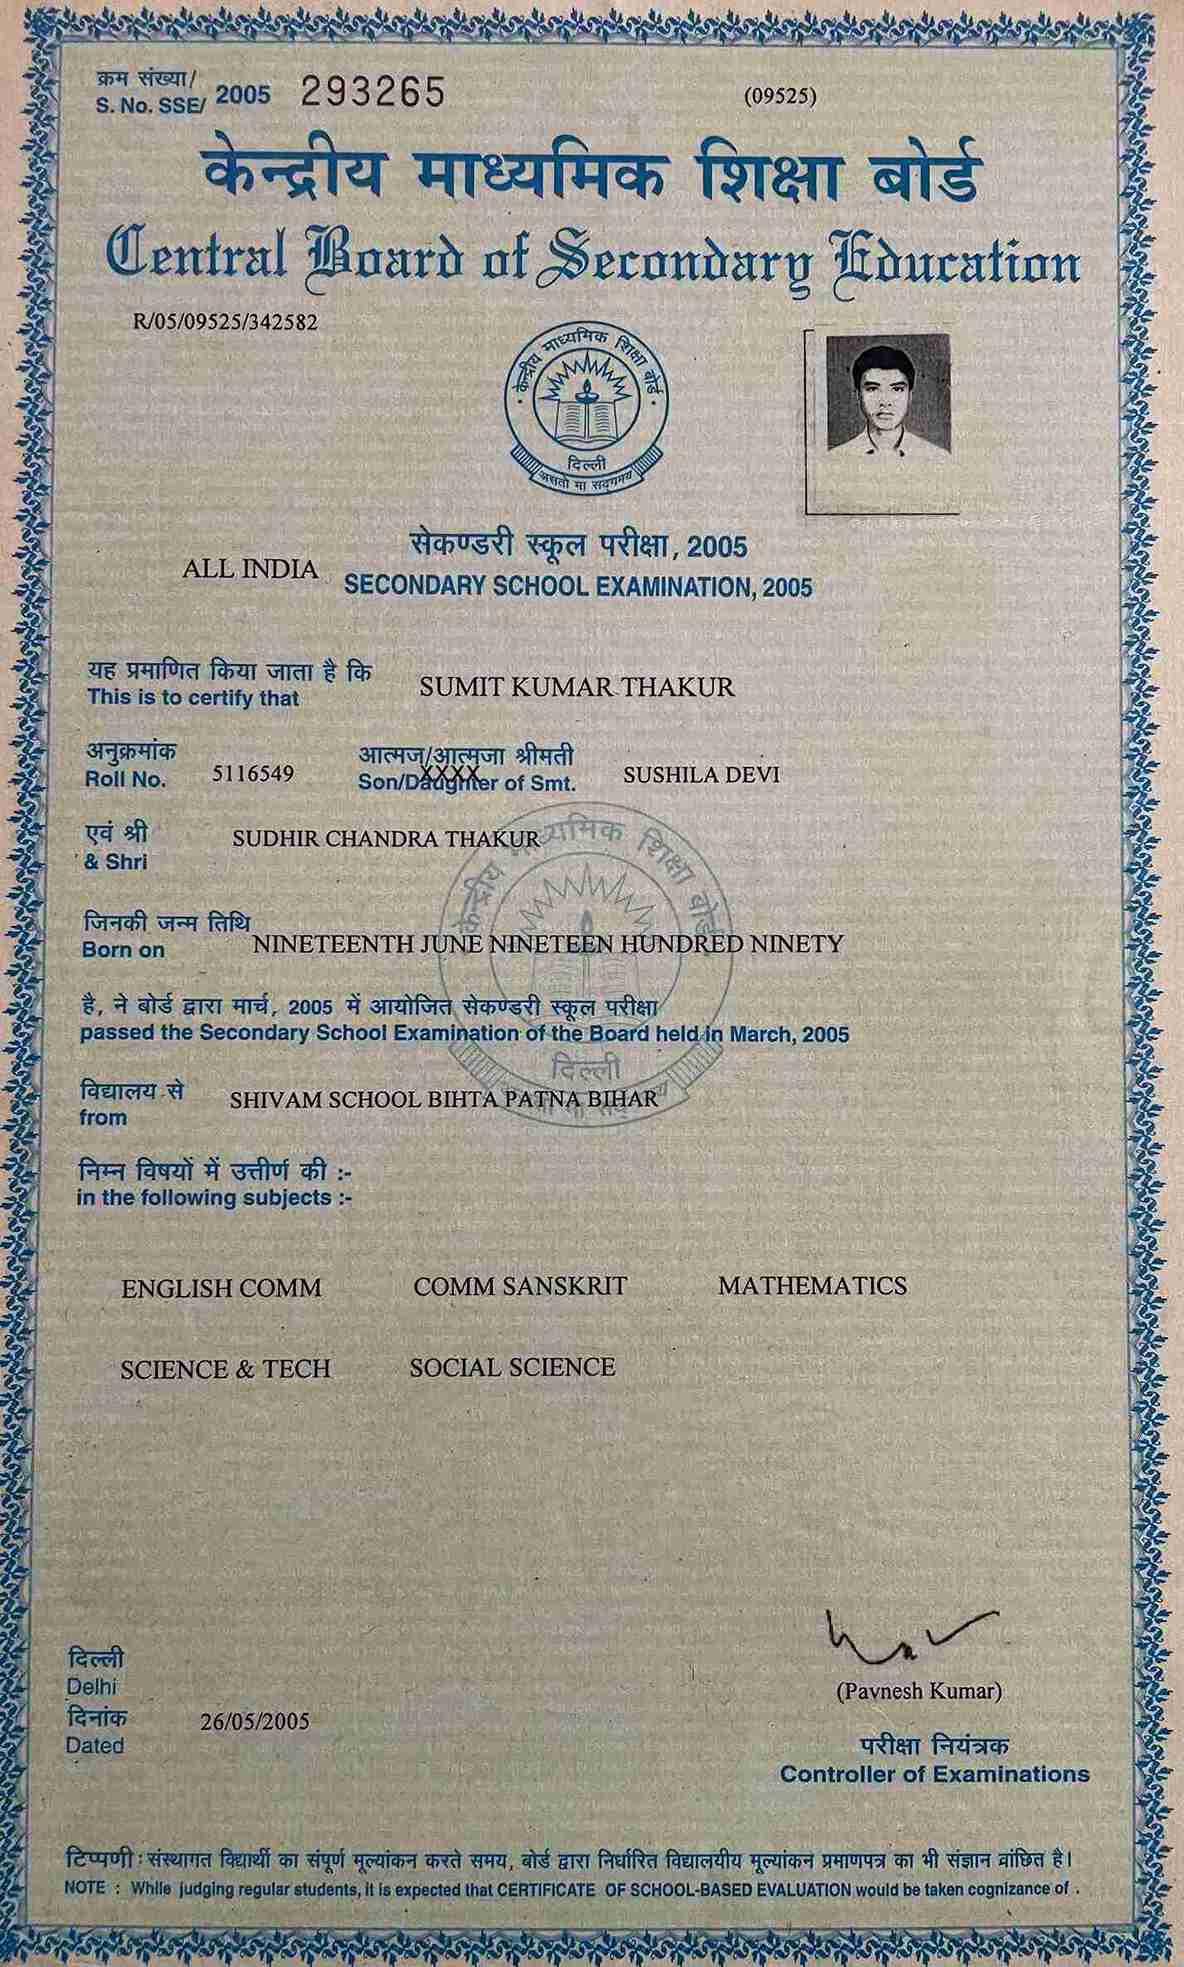 क्रम संख्या/
S. No. SSE/ 2005 293265 (09525)
केन्द्रीय माध्यमिक शिक्षा बोर्ड
Central Board of Secondary Education
R/05/09525/342582
केन्द्रीय माध्यमिक शिक्षा बोर्ड
दिल्ली
असतो मा सद्गमय
सेकण्डरी स्कूल परीक्षा, 2005
ALL INDIA SECONDARY SCHOOL EXAMINATION, 2005
यह प्रमाणित किया जाता है कि
This is to certify that SUMIT KUMAR THAKUR
अनुक्रमांक आत्मज/आत्मजा श्रीमती
Roll No. 5116549 Son/Daughter of Smt. SUSHILA DEVI
XXXX
एवं श्री SUDHIR CHANDRA THAKUR
& Shri
केन्द्रीय माध्यमिक शिक्षा बोर्ड
जिनकी जन्म तिथि
Born on NINETEENTH JUNE NINETEEN HUNDRED NINETY
है, ने बोर्ड द्वारा मार्च, 2005 में आयोजित सेकण्डरी स्कूल परीक्षा
passed the Secondary School Examination of the Board held in March, 2005
दिल्ली
विद्यालय से SHIVAM SCHOOL BIHTA PATNA BIHAR
from
निम्न विषयों में उत्तीर्ण की :-
in the following subjects :-
ENGLISH COMM COMM SANSKRIT MATHEMATICS
SCIENCE & TECH SOCIAL SCIENCE
दिल्ली
Delhi
(Pavnesh Kumar)
दिनांक 26/05/2005
Dated
परीक्षा नियंत्रक
Controller of Examinations
टिप्पणी : संस्थागत विद्यार्थी का संपूर्ण मूल्यांकन करते समय, बोर्ड द्वारा निर्धारित विद्यालयीय मूल्यांकन प्रमाणपत्र का भी संज्ञान वांछित है।
NOTE : While judging regular students, it is expected that CERTIFICATE OF SCHOOL-BASED EVALUATION would be taken cognizance of .